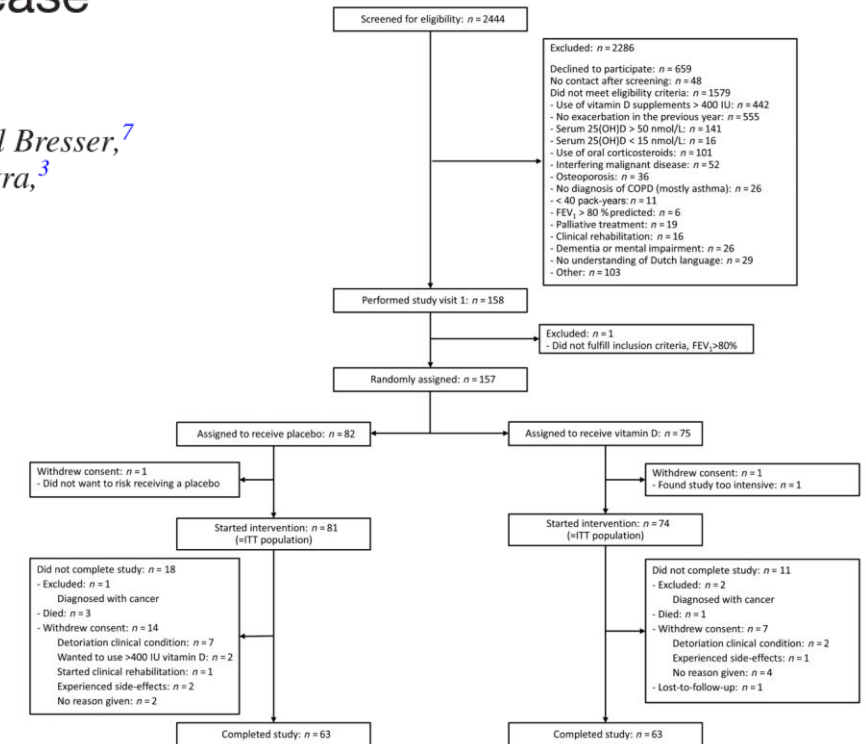 ease
l Bresser,7
tra,3
Screened for eligibility: n = 2444
Excluded: n = 2286
Declined to participate: n = 659
No contact after screening: n = 48
Did not meet eligibility criteria: n = 1579
- Use of vitamin D supplements > 400 IU: n = 442
- No exacerbation in the previous year: n = 555
- Serum 25(OH)D > 50 nmol/L: n = 141
- Serum 25(OH)D < 15 nmol/L: n = 16
- Use of oral corticosteroids: n = 101
- Interfering malignant disease: n = 52
- Osteoporosis: n = 36
- No diagnosis of COPD (mostly asthma): n = 26
- < 40 pack-years: n = 11
- FEV1 > 80 % predicted: n = 6
- Palliative treatment: n = 19
- Clinical rehabilitation: n = 16
- Dementia or mental impairment: n = 26
- No understanding of Dutch language: n = 29
- Other: n = 103
Performed study visit 1: n = 158
Excluded: n = 1
- Did not fulfill inclusion criteria, FEV1>80%
Randomly assigned: n = 157
Assigned to receive placebo: n = 82
Assigned to receive vitamin D: n = 75
Withdrew consent: n = 1
- Did not want to risk receiving a placebo
Withdrew consent: n = 1
- Found study too intensive: n = 1
Started intervention: n = 81
(=ITT population)
Started intervention: n = 74
(=ITT population)
Did not complete study: n = 18
- Excluded: n = 1
Diagnosed with cancer
- Died: n = 3
- Withdrew consent: n = 14
Detoriation clinical condition: n = 7
Wanted to use >400 IU vitamin D: n = 2
Started clinical rehabilitation: n = 1
Experienced side-effects: n = 2
No reason given: n = 2
Did not complete study: n = 11
- Excluded: n = 2
Diagnosed with cancer
- Died: n = 1
- Withdrew consent: n = 7
Detoriation clinical condition: n = 2
Experienced side-effects: n = 1
No reason given: n = 4
- Lost-to-follow-up: n = 1
Completed study: n = 63
Completed study: n = 63